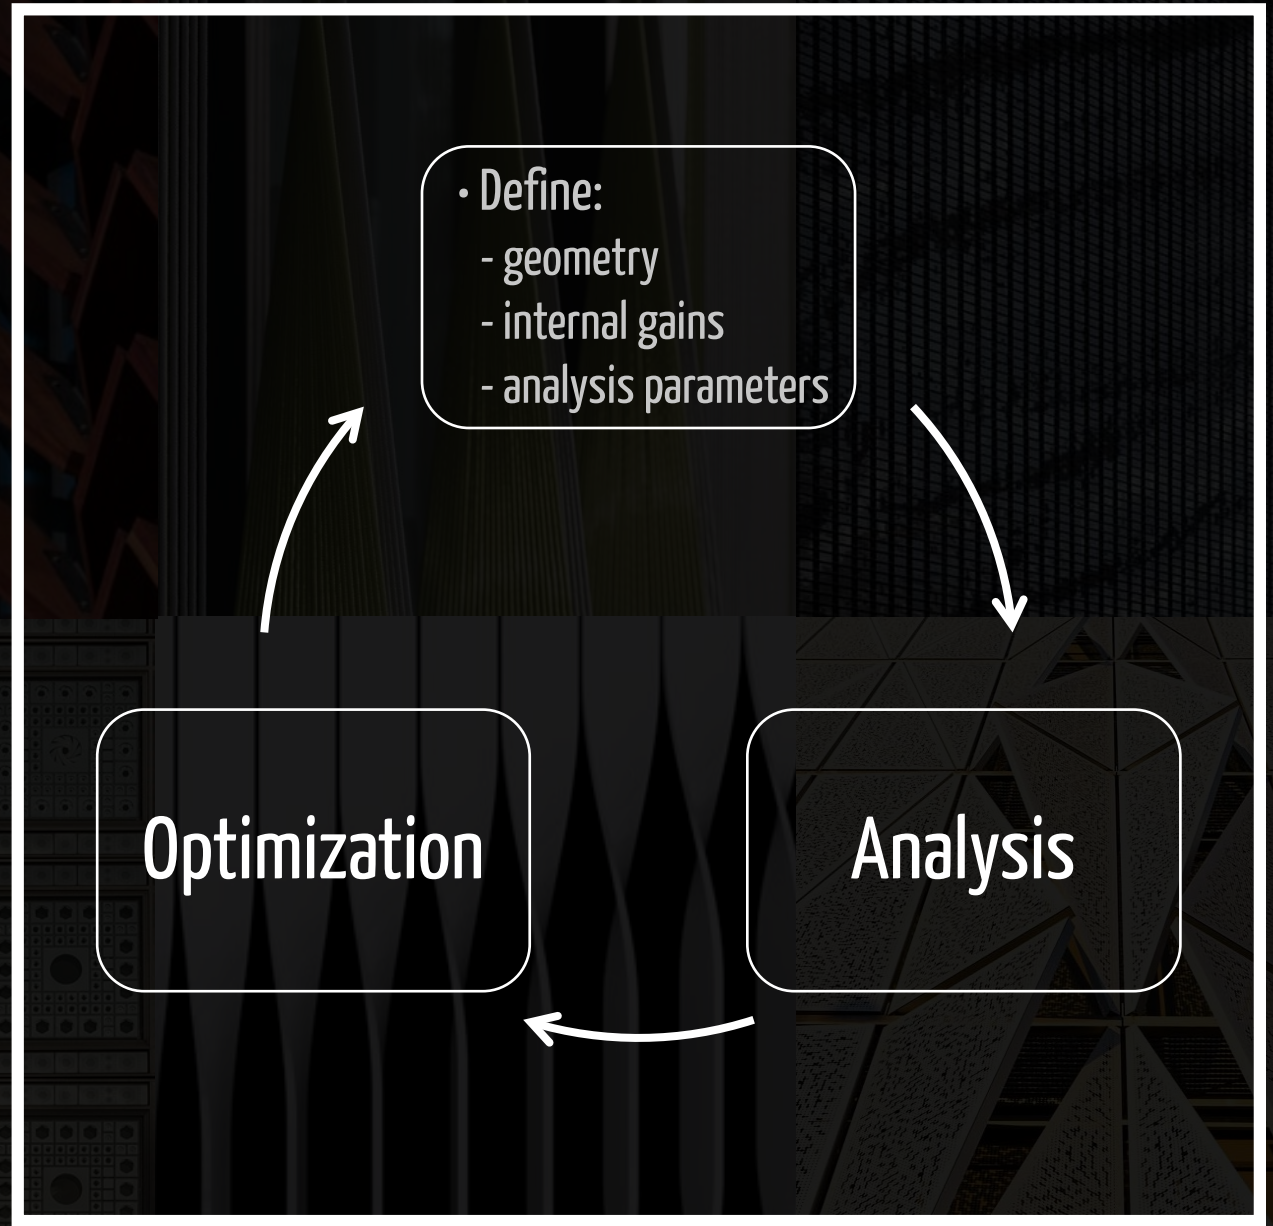 • Define:
- geometry
- internal gains
- analysis parameters
Optimization
Analysis